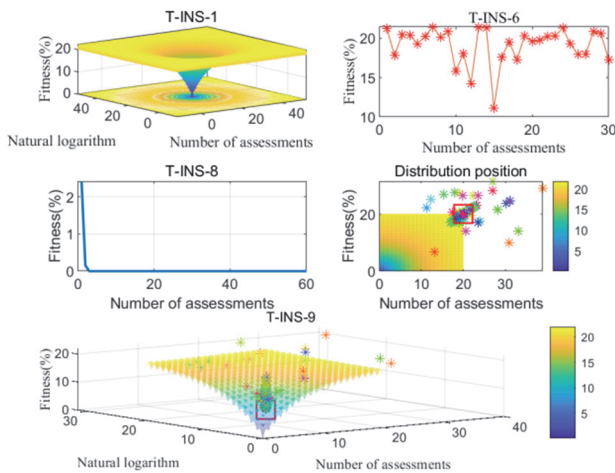 T-INS-1
Fitness(%)
20
10
0
40
20
0
0
20
40
Natural logarithm
Number of assessments
T-INS-6
Fitness(%)
20
15
10
0
10
20
30
Number of assessments
T-INS-8
Fitness(%)
2
1
0
0
20
40
60
Number of assessments
Distribution position
Fitness(%)
20
0
0
10
20
30
20
15
10
5
Number of assessments
T-INS-9
Fitness(%)
20
10
0
30
20
10
0
0
10
20
30
40
Natural logarithm
Number of assessments
20
15
10
5